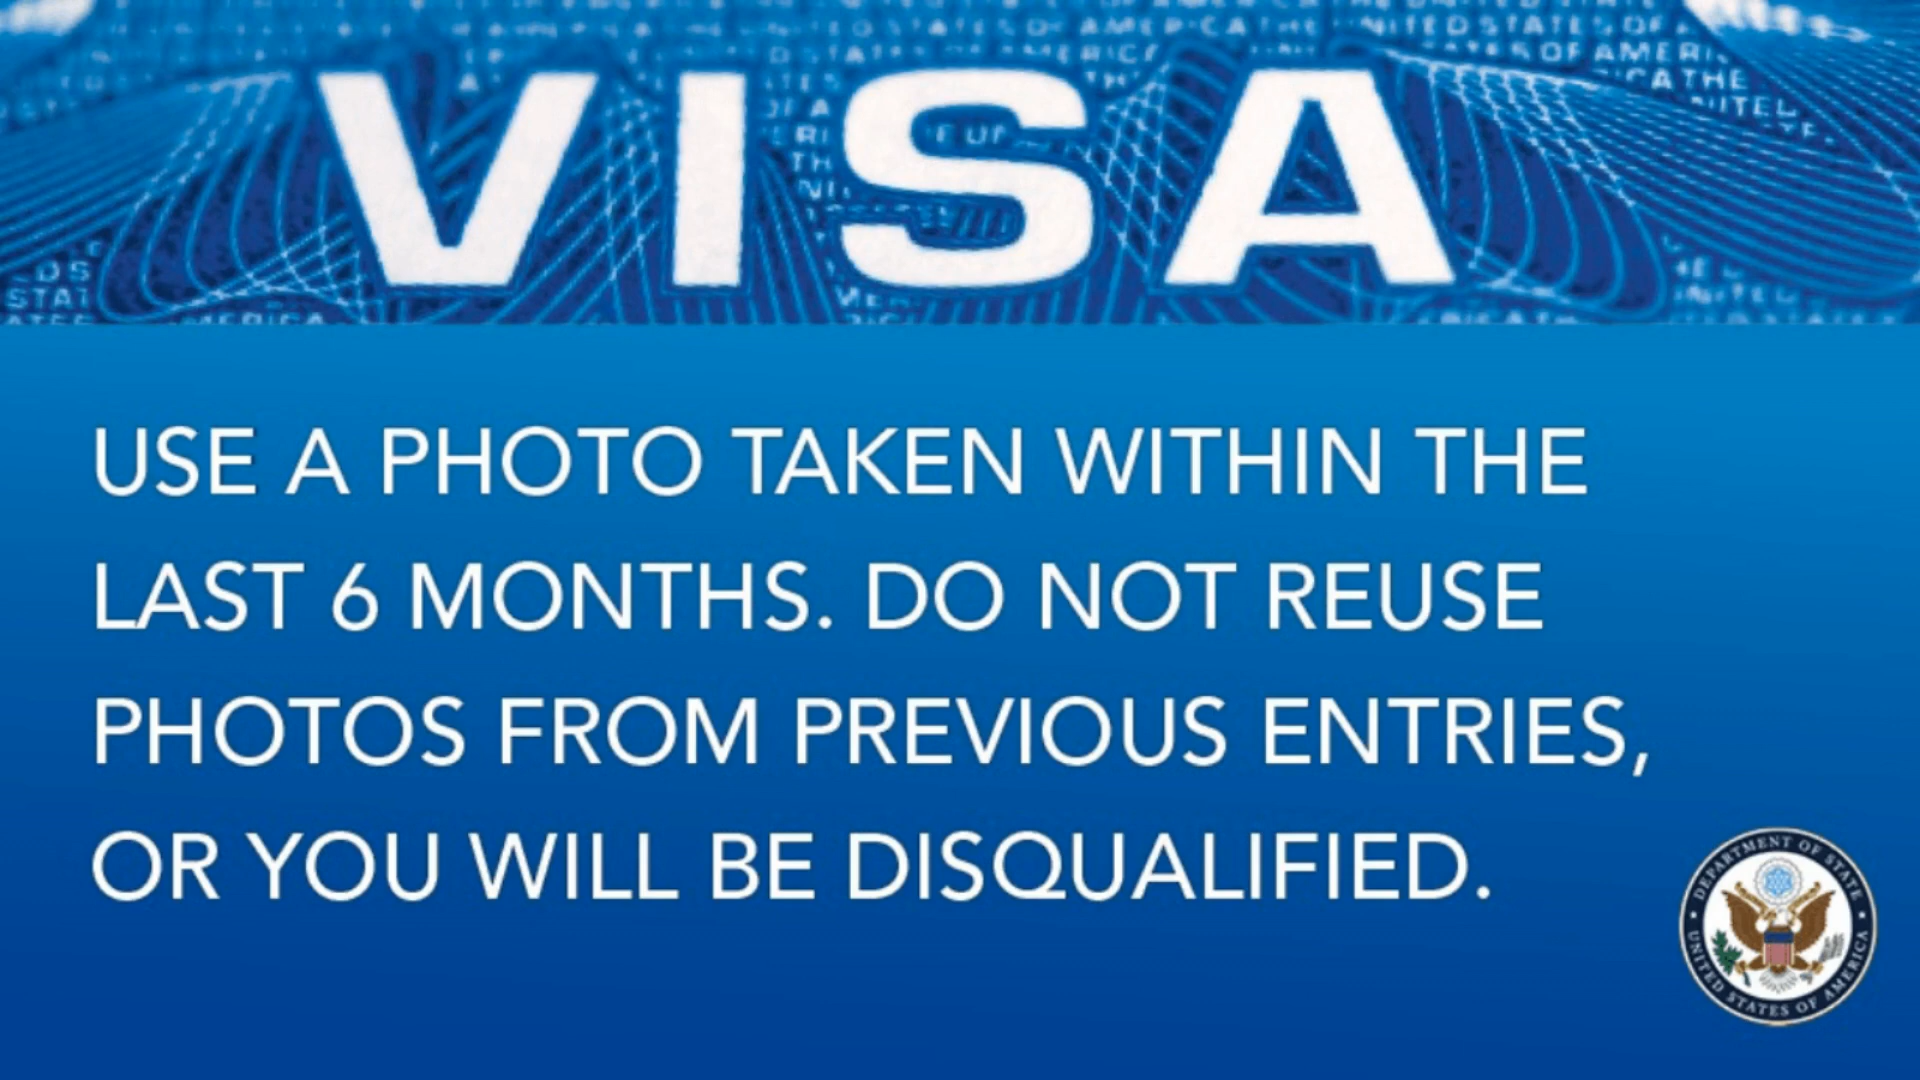 VISA
USE A PHOTO TAKEN WITHIN THE
LAST 6 MONTHS. DO NOT REUSE
PHOTOS FROM PREVIOUS ENTRIES,
OR YOU WILL BE DISQUALIFIED.
DEPARTMENT OF STATE
UNITED STATES OF AMERICA